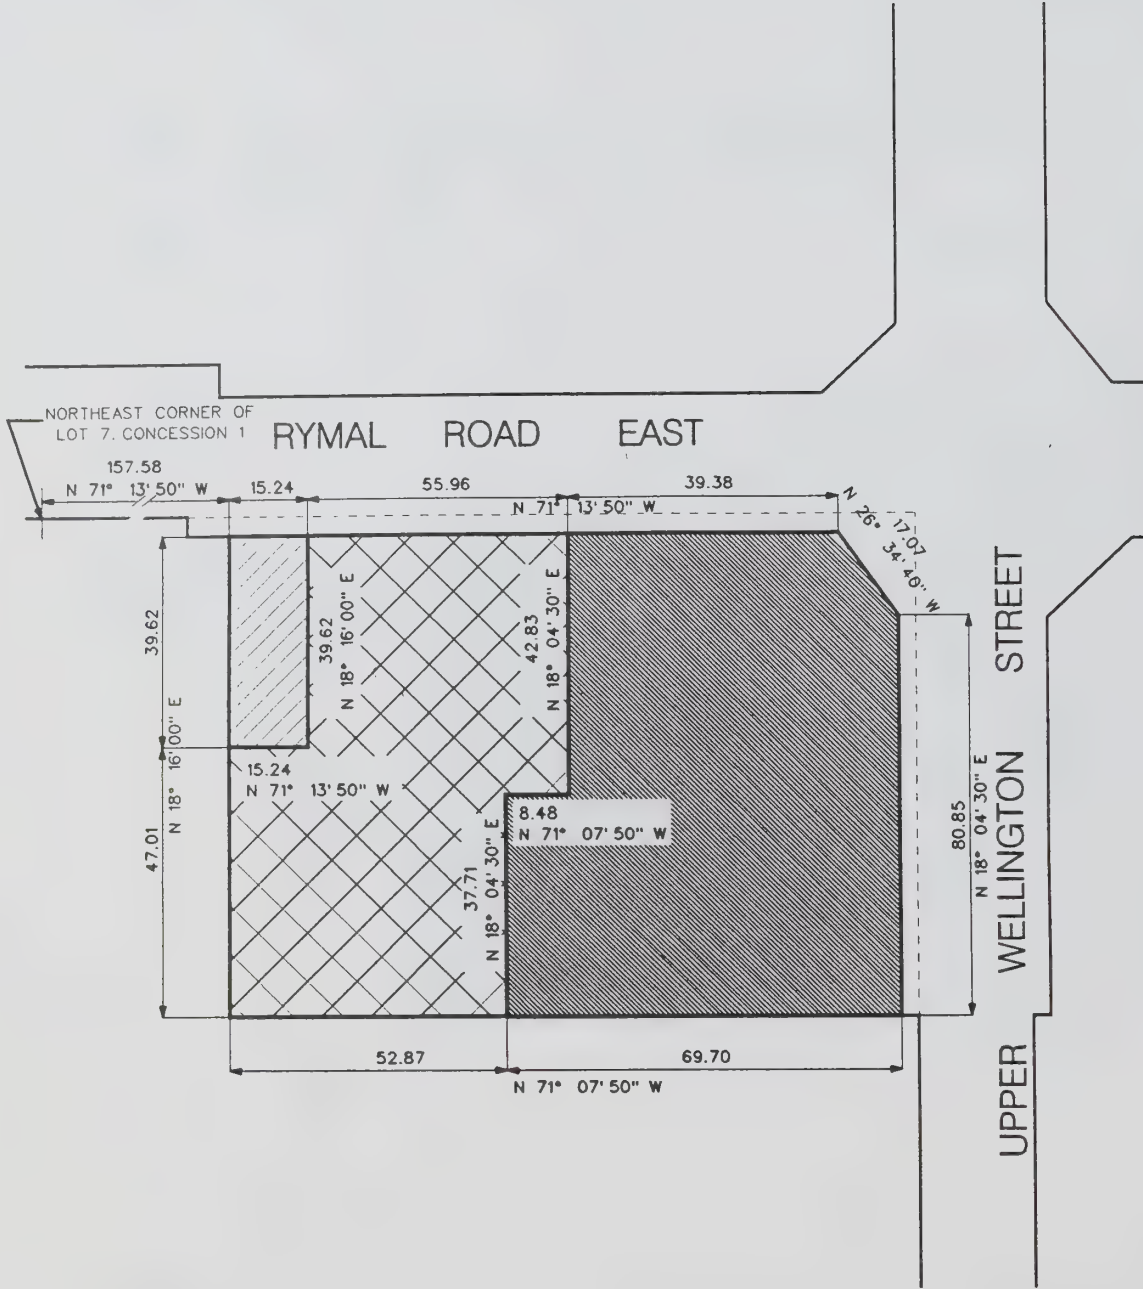 NORTHEAST CORNER OF
LOT 7. CONCESSION 1
RYMAL ROAD EAST
157.58
N 71° 13' 50" W
15.24
55.96
39.38
N 71° 13' 50" W
17.07
N 26° 34' 40" W
39.62
39.62
N 18° 16' 00" E
42.83
N 18° 04' 30" E
N 18° 16' 00" E
47.01
15.24
N 71° 13' 50" W
8.48
N 71° 07' 50" W
37.71
N 18° 04' 30" E
80.85
N 18° 04' 30" E
UPPER WELLINGTON STREET
52.87
69.70
N 71° 07' 50" W